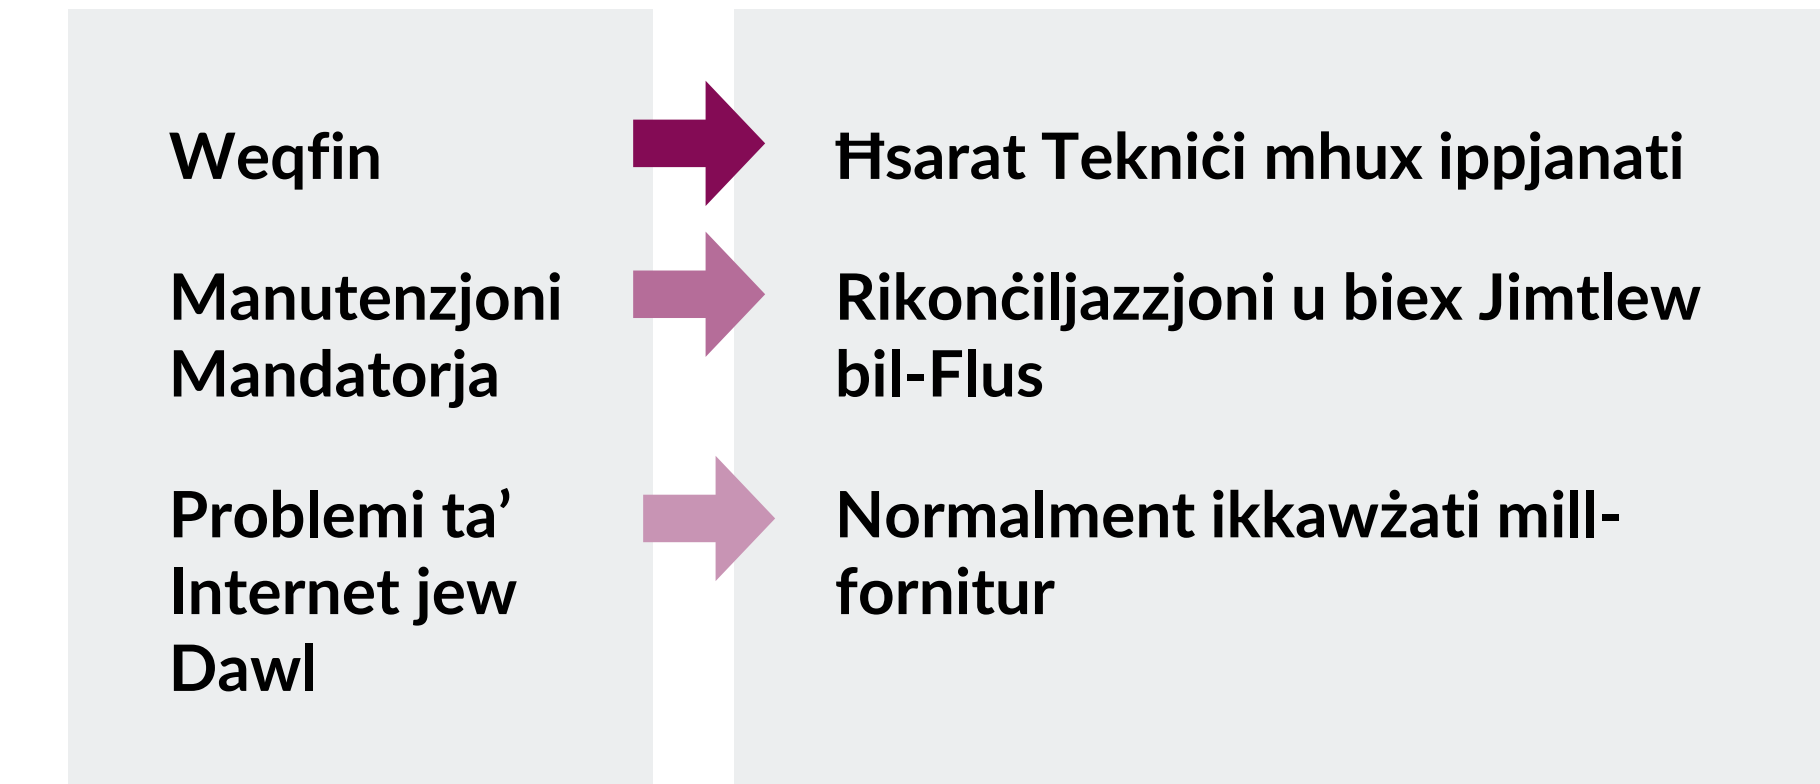 Weqfin
Ħsarat Tekniċi mhux ippjanati
Manutenzjoni
Mandatorja
Rikonċiljazzjoni u biex Jimtlew
bil-Flus
Problemi ta’
Internet jew
Dawl
Normalment ikkawżati mill-
fornitur